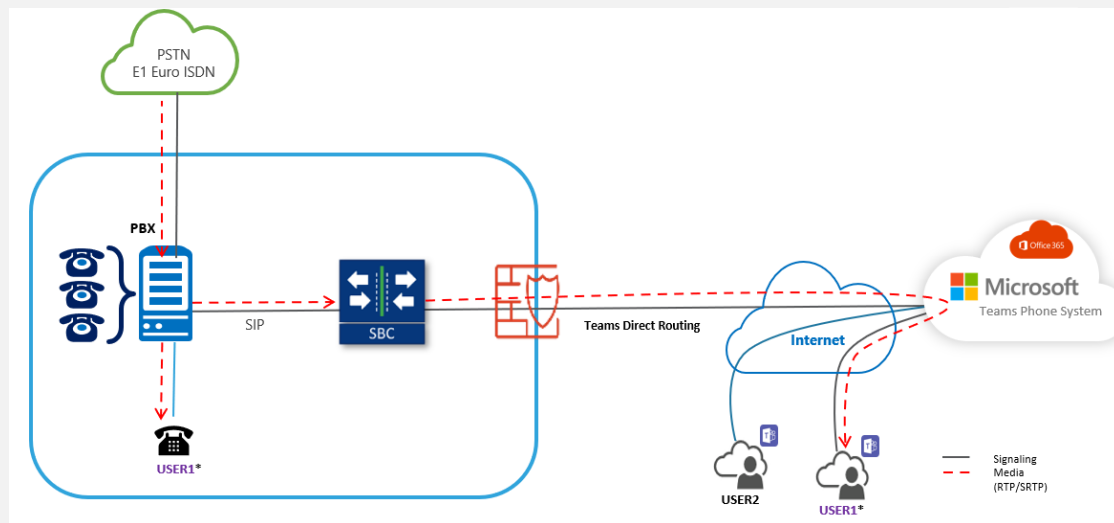 PSTN
E1 Euro ISDN
PBX
SIP
SBC
Teams Direct Routing
Internet
Office 365
Microsoft
Teams Phone System
USER1*
USER2
USER1*
Signaling
Media
(RTP/SRTP)